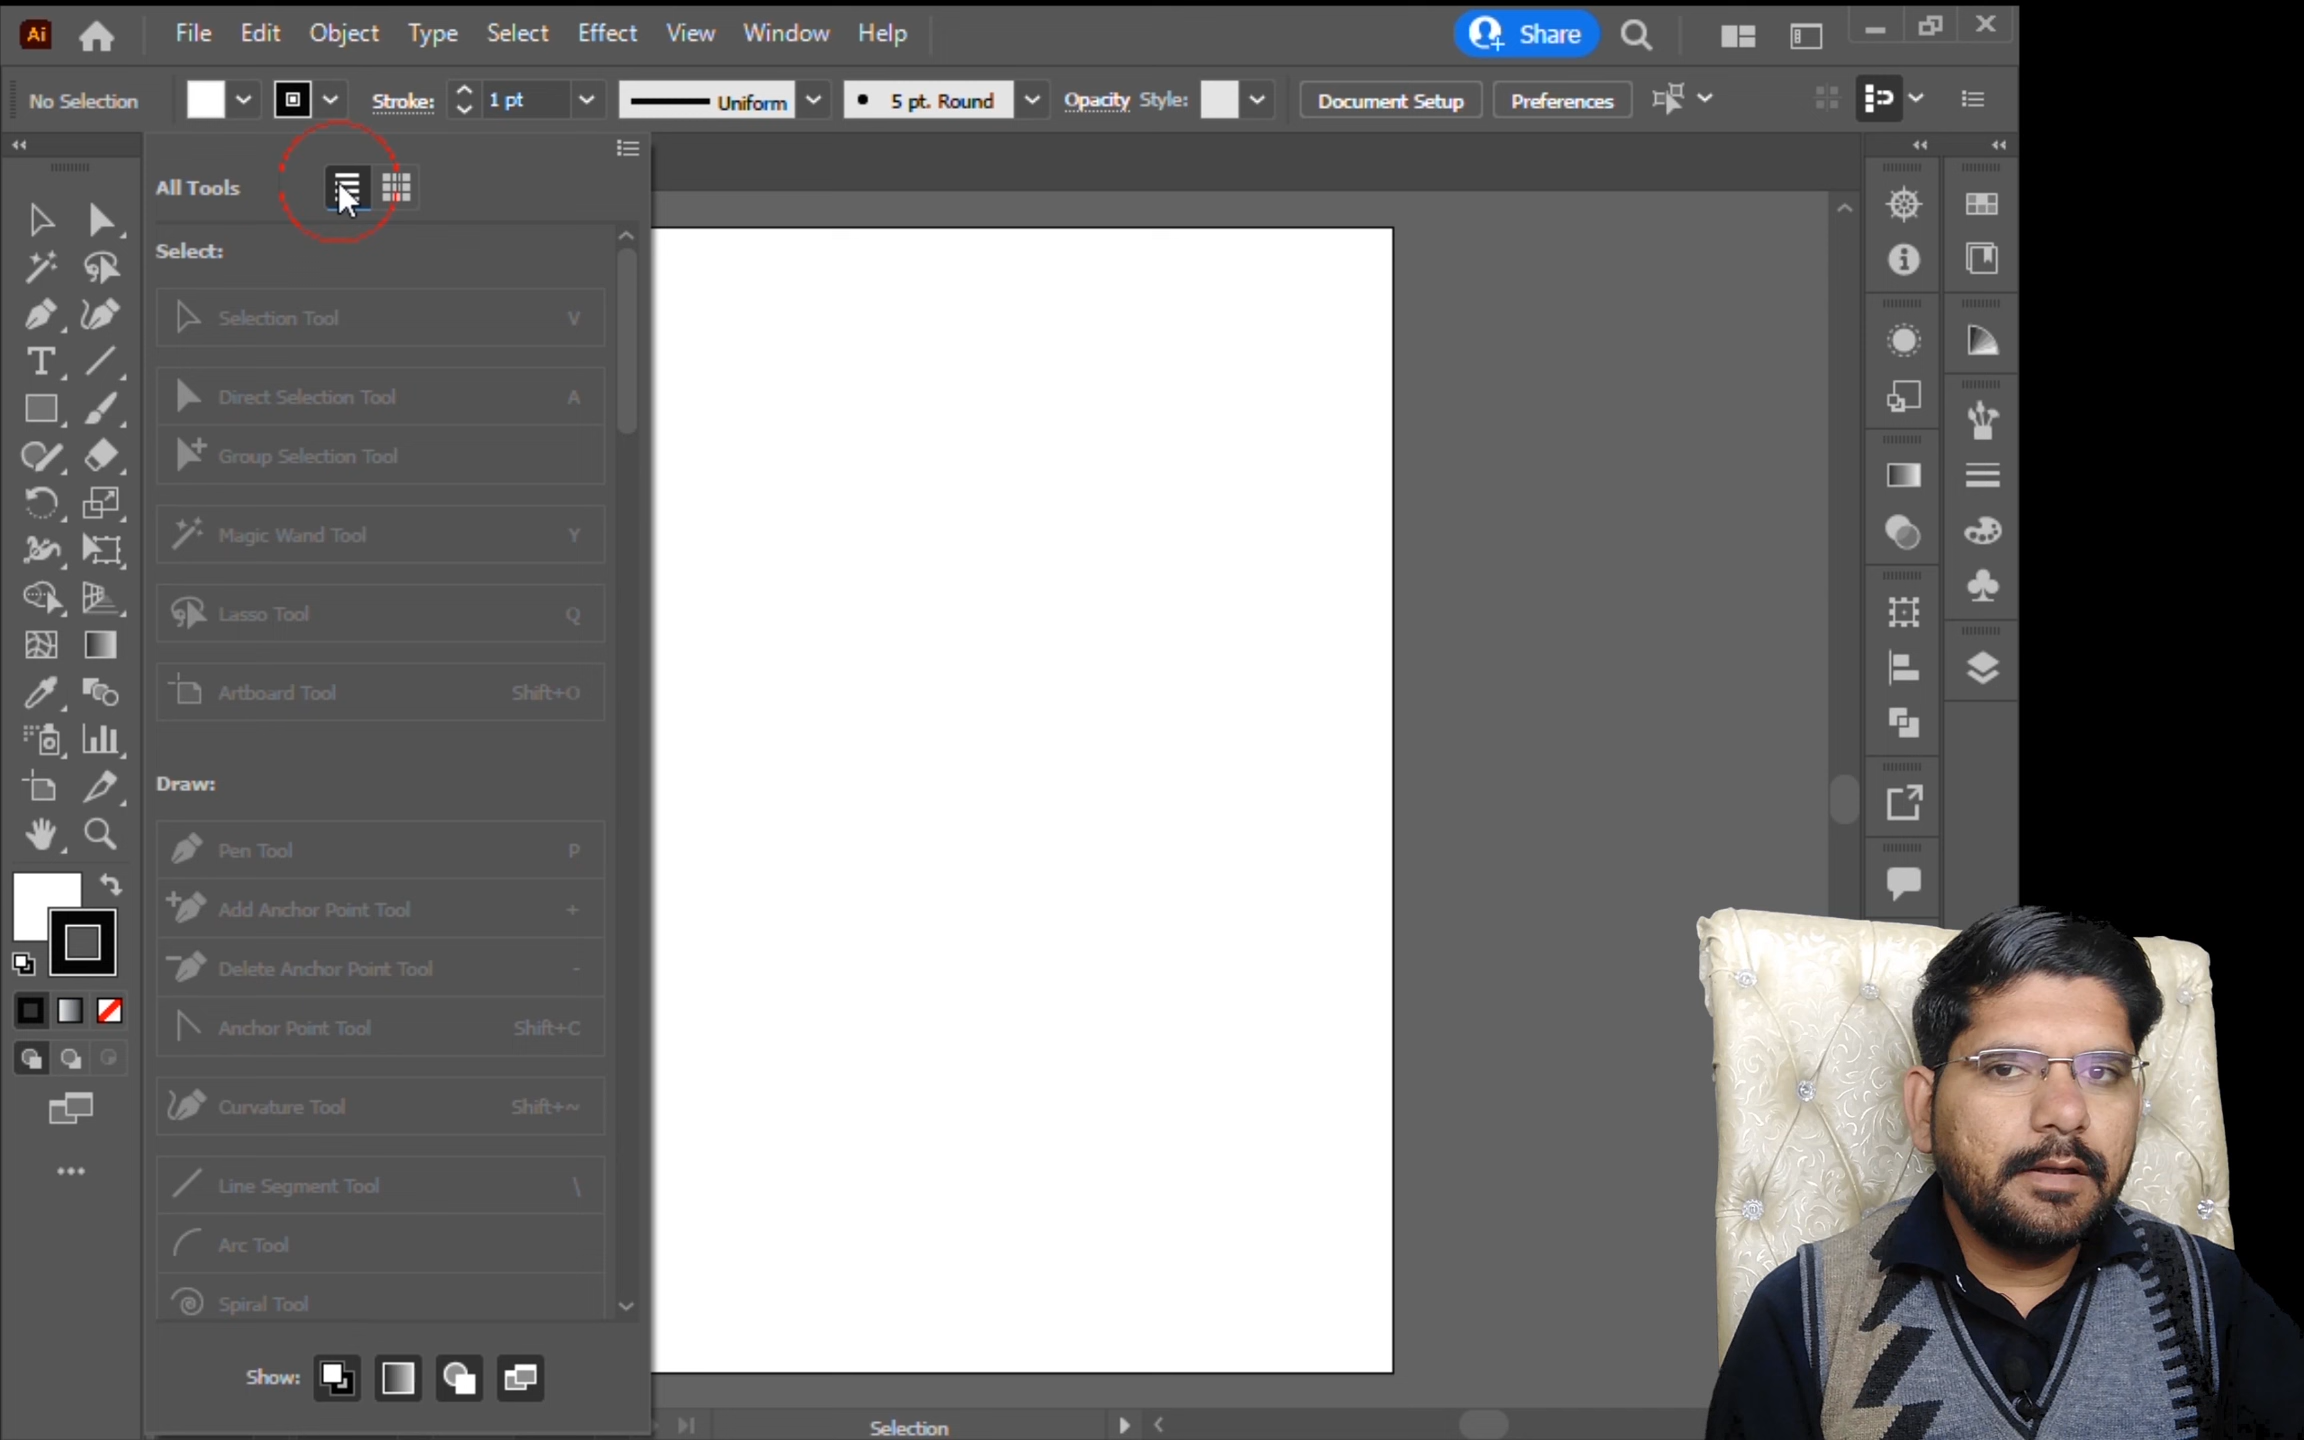 Ai File Edit Object Type Select Effect View Window Help Share
No Selection Stroke: 1 pt Uniform 5 pt. Round Opacity Style: Document Setup Preferences
All Tools
Select:
Selection Tool V
Direct Selection Tool A
Group Selection Tool
Magic Wand Tool Y
Lasso Tool Q
Artboard Tool Shift+O
Draw:
Pen Tool P
Add Anchor Point Tool +
Delete Anchor Point Tool -
Anchor Point Tool Shift+C
Curvature Tool Shift+~
Line Segment Tool \
Arc Tool
Spiral Tool
Show:
Selection